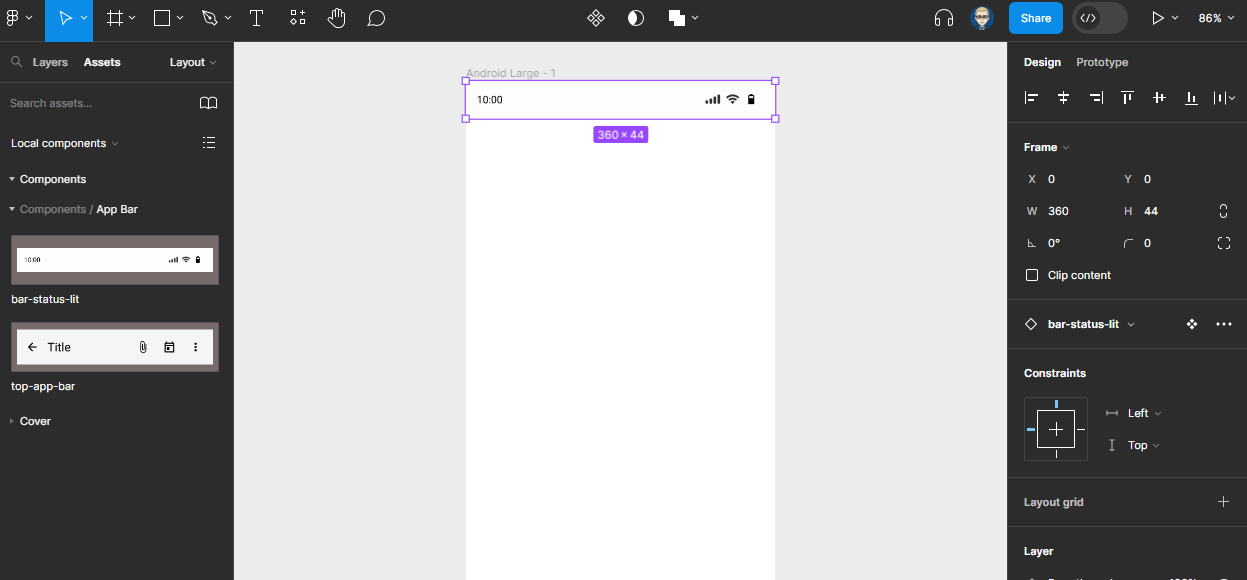 Share
86%
Layers
Assets
Layout
Search assets...
Local components
Components
Components / App Bar
10:00
bar-status-lit
Title
top-app-bar
Cover
Android Large - 1
10:00
360 × 44
Design
Prototype
Frame
X 0
Y 0
W 360
H 44
0°
0
Clip content
bar-status-lit
Constraints
Left
Top
Layout grid
Layer